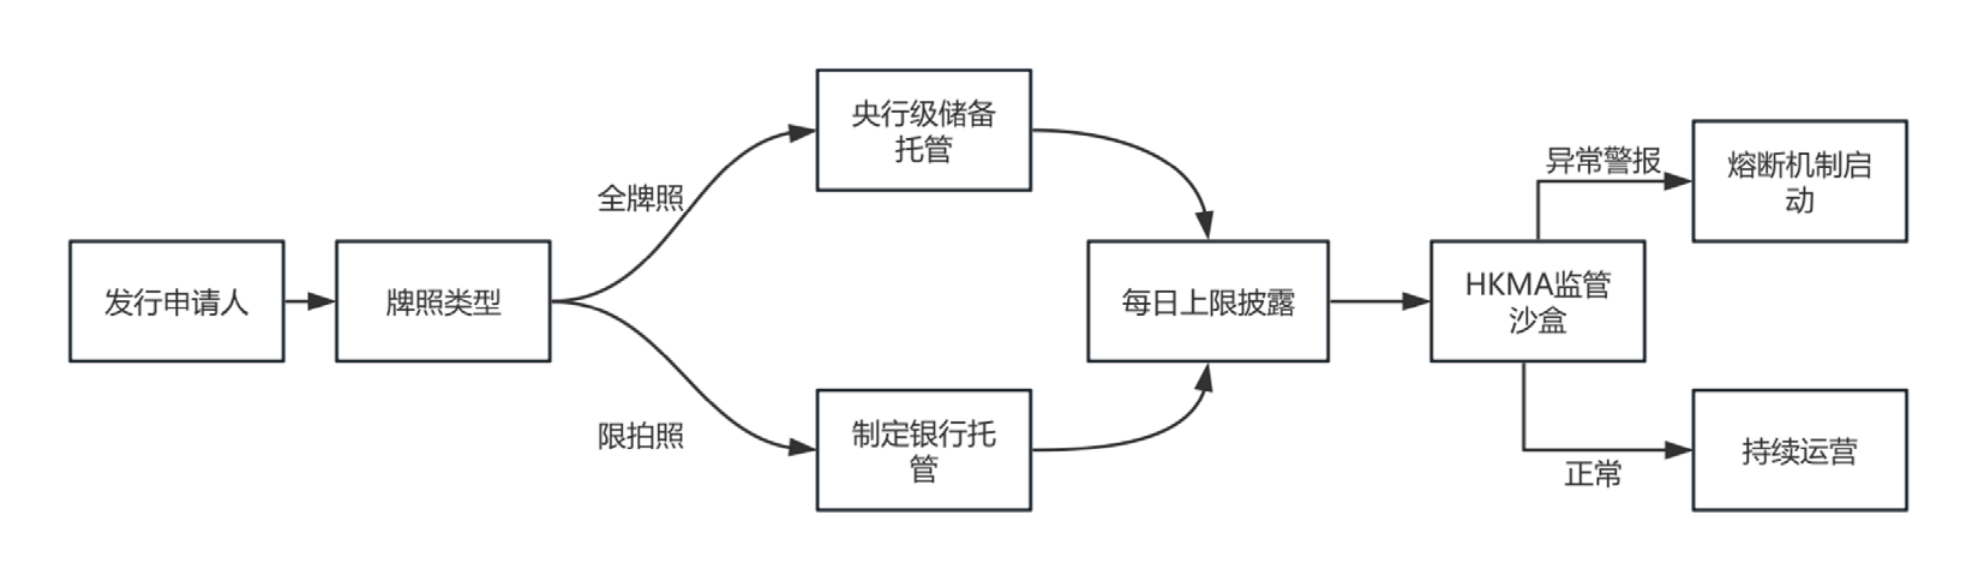 发行申请人
牌照类型
全牌照
限拍照
央行级储备
托管
制定银行托
管
每日上限披露
HKMA监管
沙盒
异常警报
正常
熔断机制启
动
持续运营